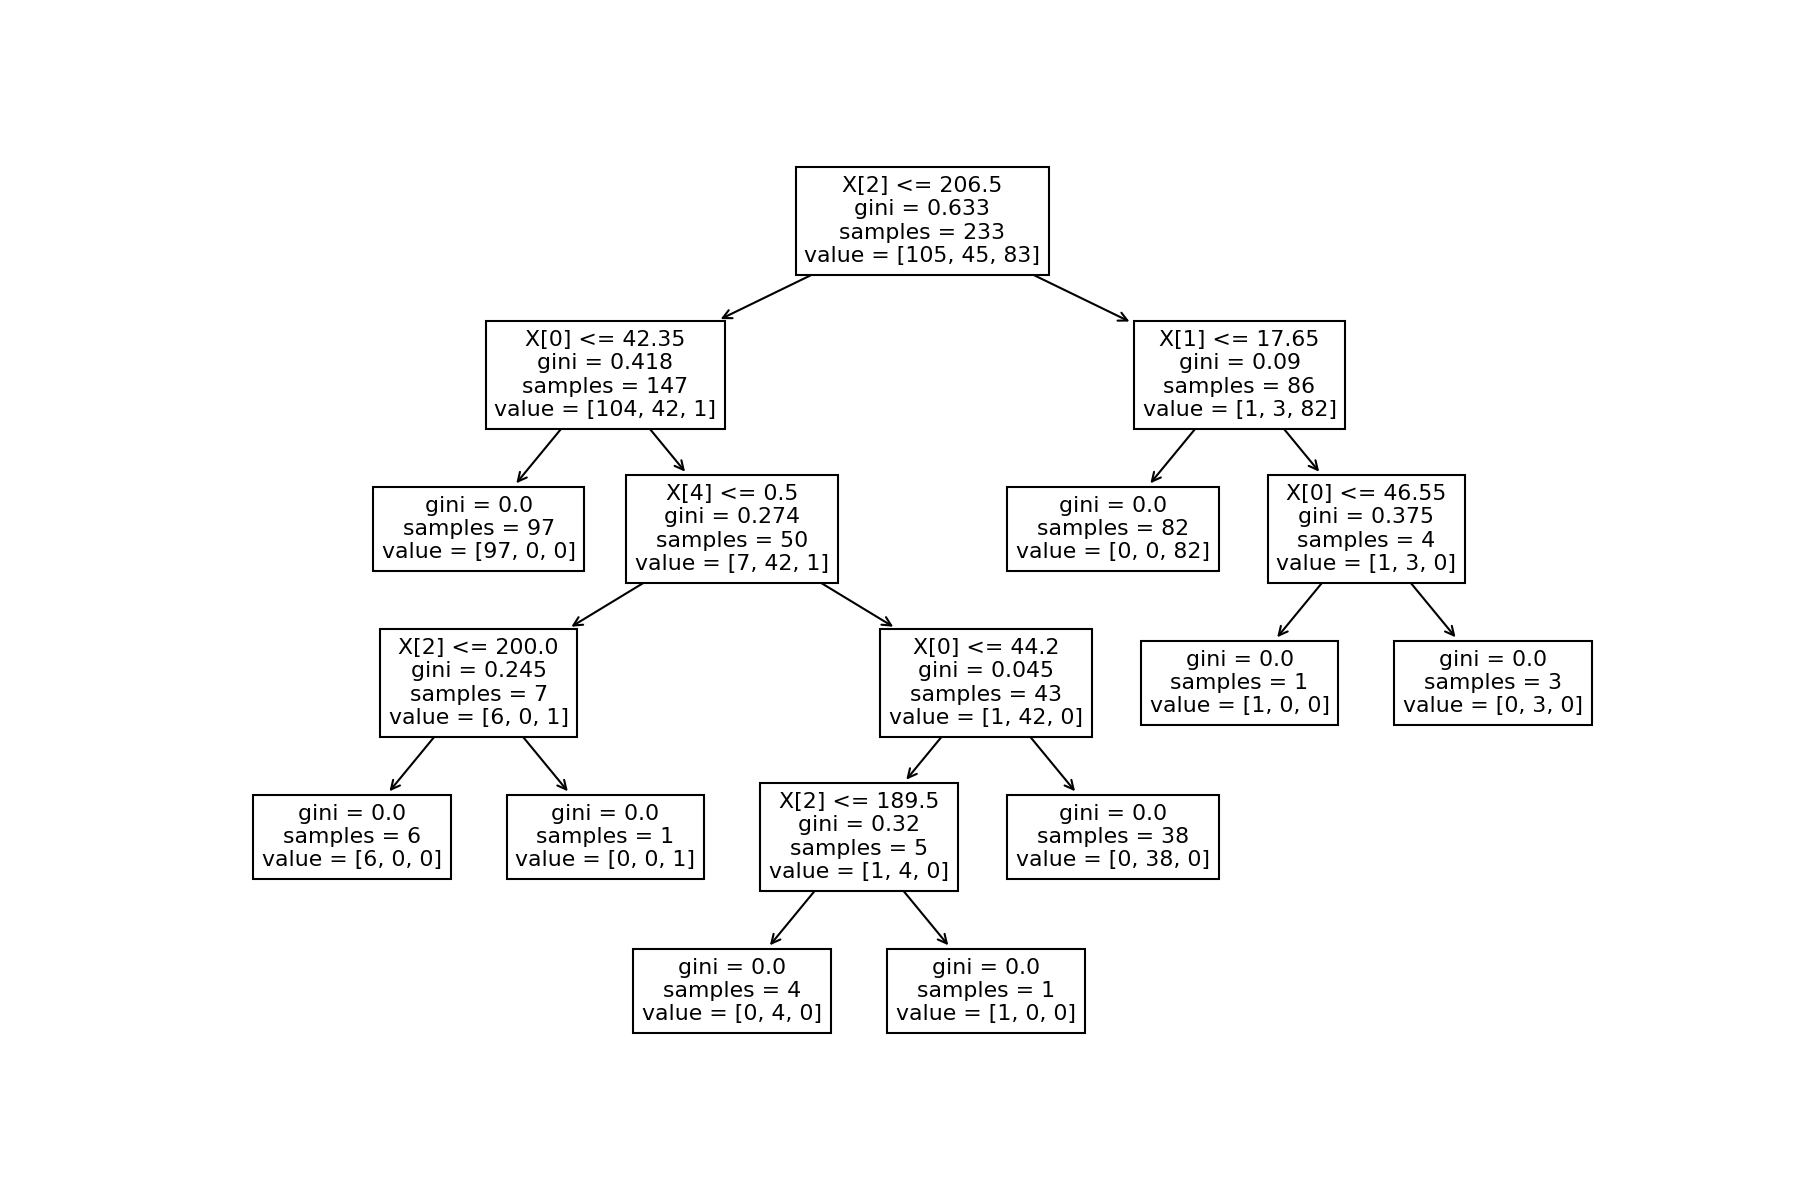 X[2] <= 206.5
gini = 0.633
samples = 233
value = [105, 45, 83]
X[0] <= 42.35
gini = 0.418
samples = 147
value = [104, 42, 1]
X[1] <= 17.65
gini = 0.09
samples = 86
value = [1, 3, 82]
gini = 0.0
samples = 97
value = [97, 0, 0]
X[4] <= 0.5
gini = 0.274
samples = 50
value = [7, 42, 1]
gini = 0.0
samples = 82
value = [0, 0, 82]
X[0] <= 46.55
gini = 0.375
samples = 4
value = [1, 3, 0]
X[2] <= 200.0
gini = 0.245
samples = 7
value = [6, 0, 1]
X[0] <= 44.2
gini = 0.045
samples = 43
value = [1, 42, 0]
gini = 0.0
samples = 1
value = [1, 0, 0]
gini = 0.0
samples = 3
value = [0, 3, 0]
gini = 0.0
samples = 6
value = [6, 0, 0]
gini = 0.0
samples = 1
value = [0, 0, 1]
X[2] <= 189.5
gini = 0.32
samples = 5
value = [1, 4, 0]
gini = 0.0
samples = 38
value = [0, 38, 0]
gini = 0.0
samples = 4
value = [0, 4, 0]
gini = 0.0
samples = 1
value = [1, 0, 0]